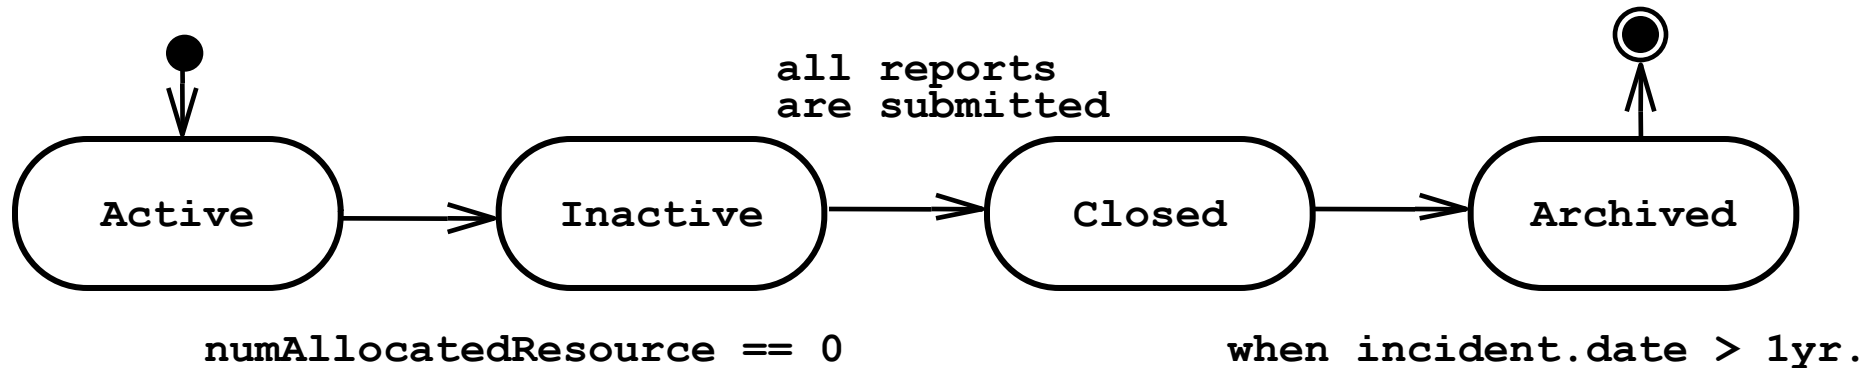 all reports
are submitted
Active
Inactive
Closed
Archived
numAllocatedResource == 0
when incident.date > 1yr.